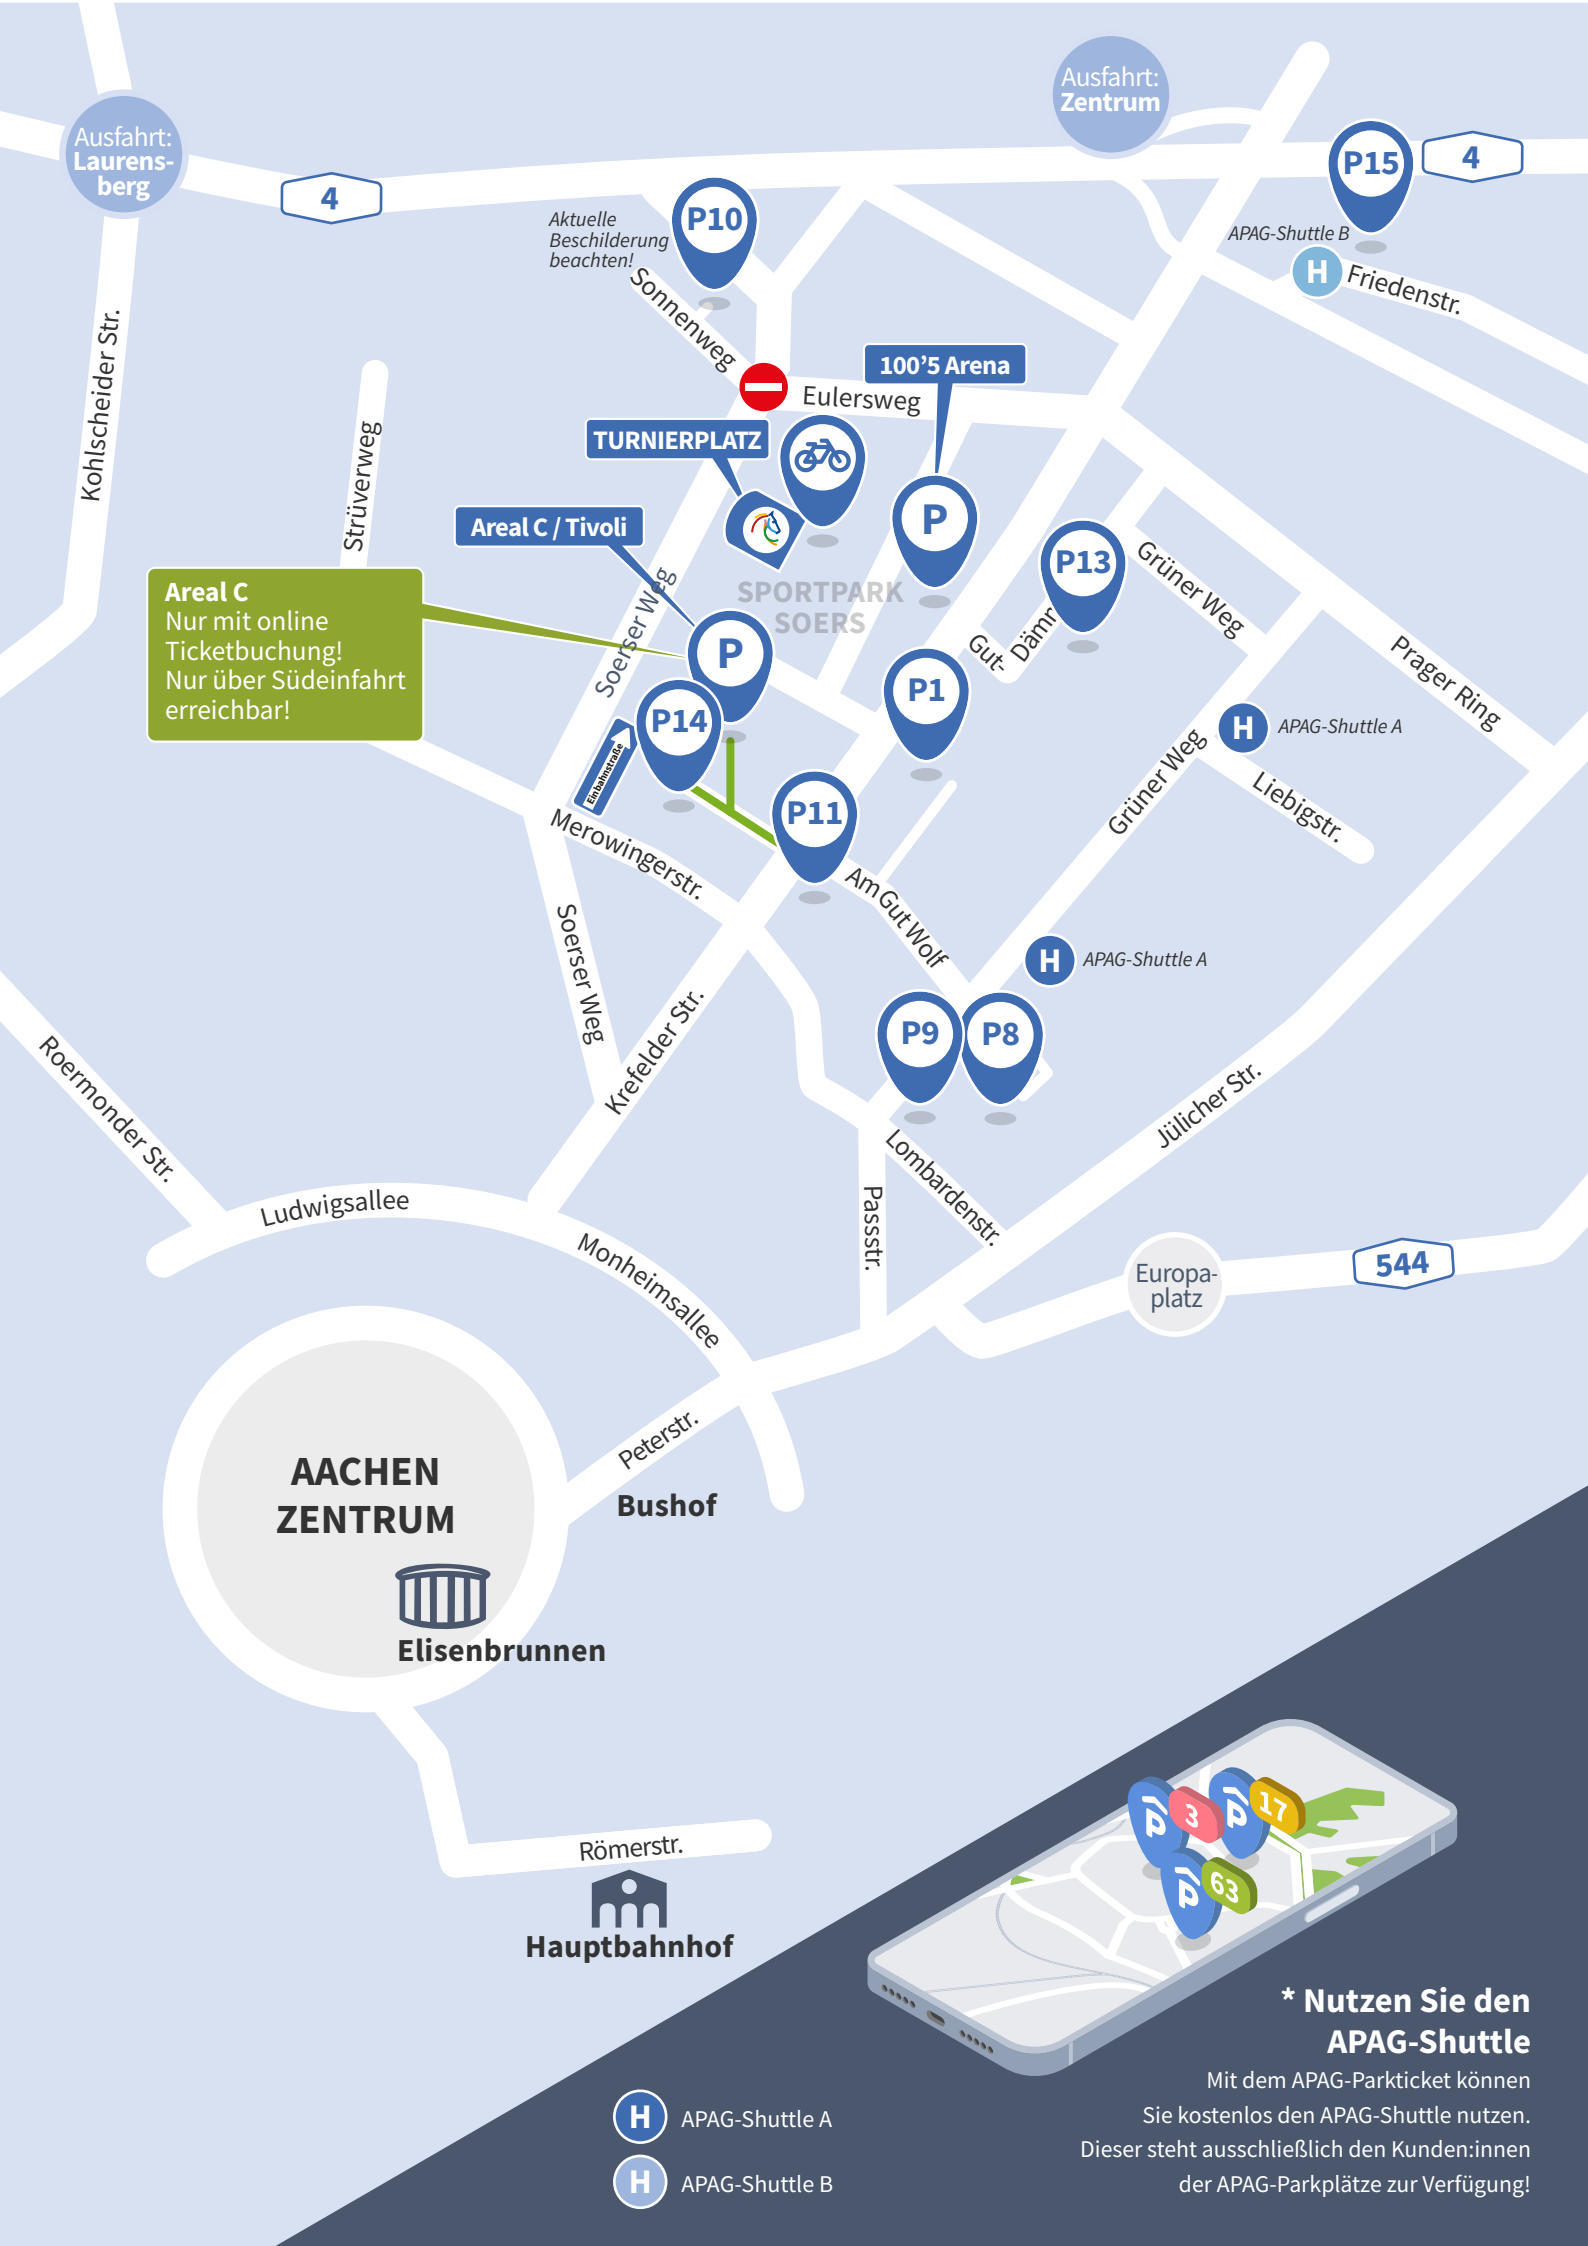 Ausfahrt:
Zentrum
Ausfahrt:
Laurens-
berg
4
P15
4
P10
Aktuelle
Beschilderung
beachten!
APAG-Shuttle B
H
Friedenstr.
Sonnenweg
Kohlscheider Str.
100’5 Arena
Eulersweg
Strüverweg
TURNIERPLATZ
Areal C / Tivoli
P
P13
Grüner Weg
SPORTPARK
SOERS
Areal C
Nur mit online
Ticketbuchung!
Nur über Südeinfahrt
erreichbar!
Soerser Weg
Gut-
Dämr
P
P14
P1
Prager Ring
H
APAG-Shuttle A
Einbahnstraße
Grüner Weg
Liebigstr.
P11
Merowingerstr.
Am Gut Wolf
Soerser Weg
H
APAG-Shuttle A
Krefelder Str.
P9
P8
Roermonder Str.
Jülicher Str.
Lombardenstr.
Passstr.
Ludwigsallee
Monheimsallee
Europa-
platz
544
Peterstr.
AACHEN
ZENTRUM
Bushof
Elisenbrunnen
Römerstr.
Hauptbahnhof
3
17
63
* Nutzen Sie den
APAG-Shuttle
Mit dem APAG-Parkticket können
Sie kostenlos den APAG-Shuttle nutzen.
Dieser steht ausschließlich den Kunden:innen
der APAG-Parkplätze zur Verfügung!
H
APAG-Shuttle A
H
APAG-Shuttle B